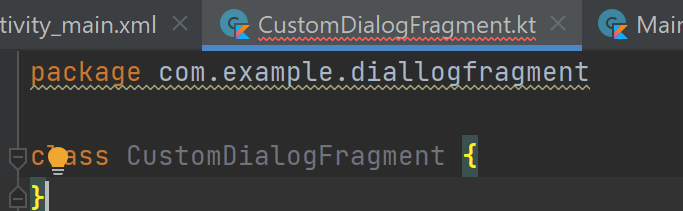 tivity_main.xml CustomDialogFragment.kt Main
package com.example.diallogfragment
class CustomDialogFragment {
}